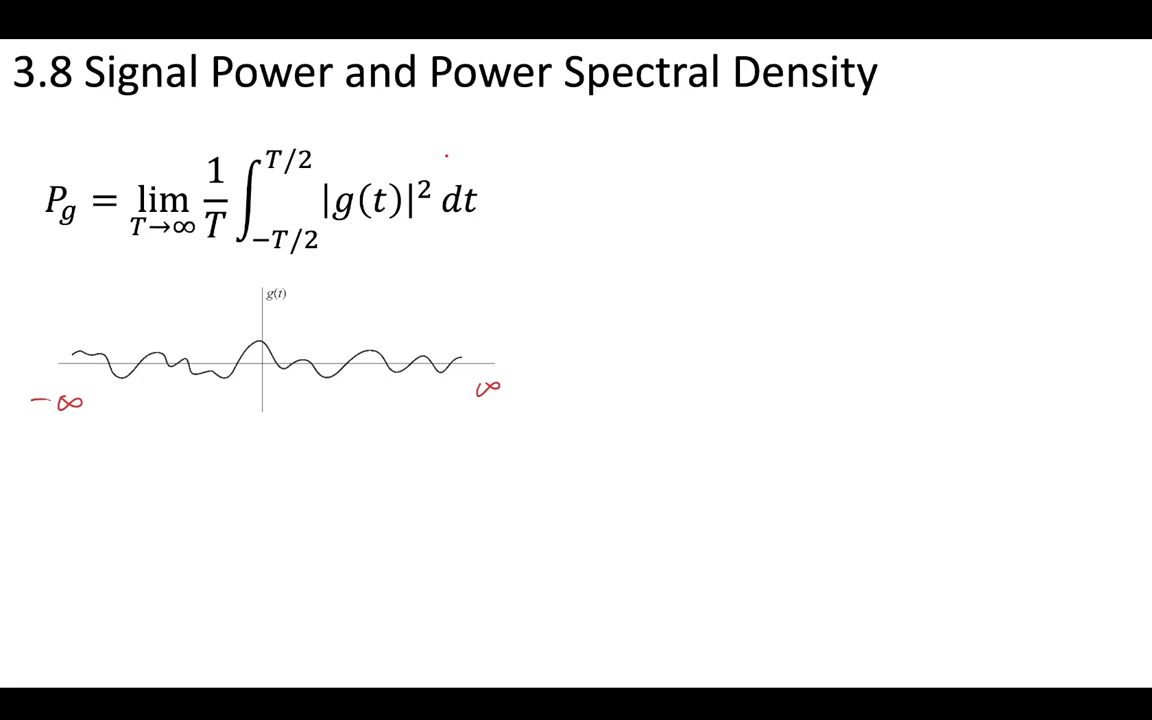 3.8 Signal Power and Power Spectral Density
P_g = lim_{T→∞} 1/T ∫_{−T/2}^{T/2} |g(t)|² dt
g(t)
−∞ ∞